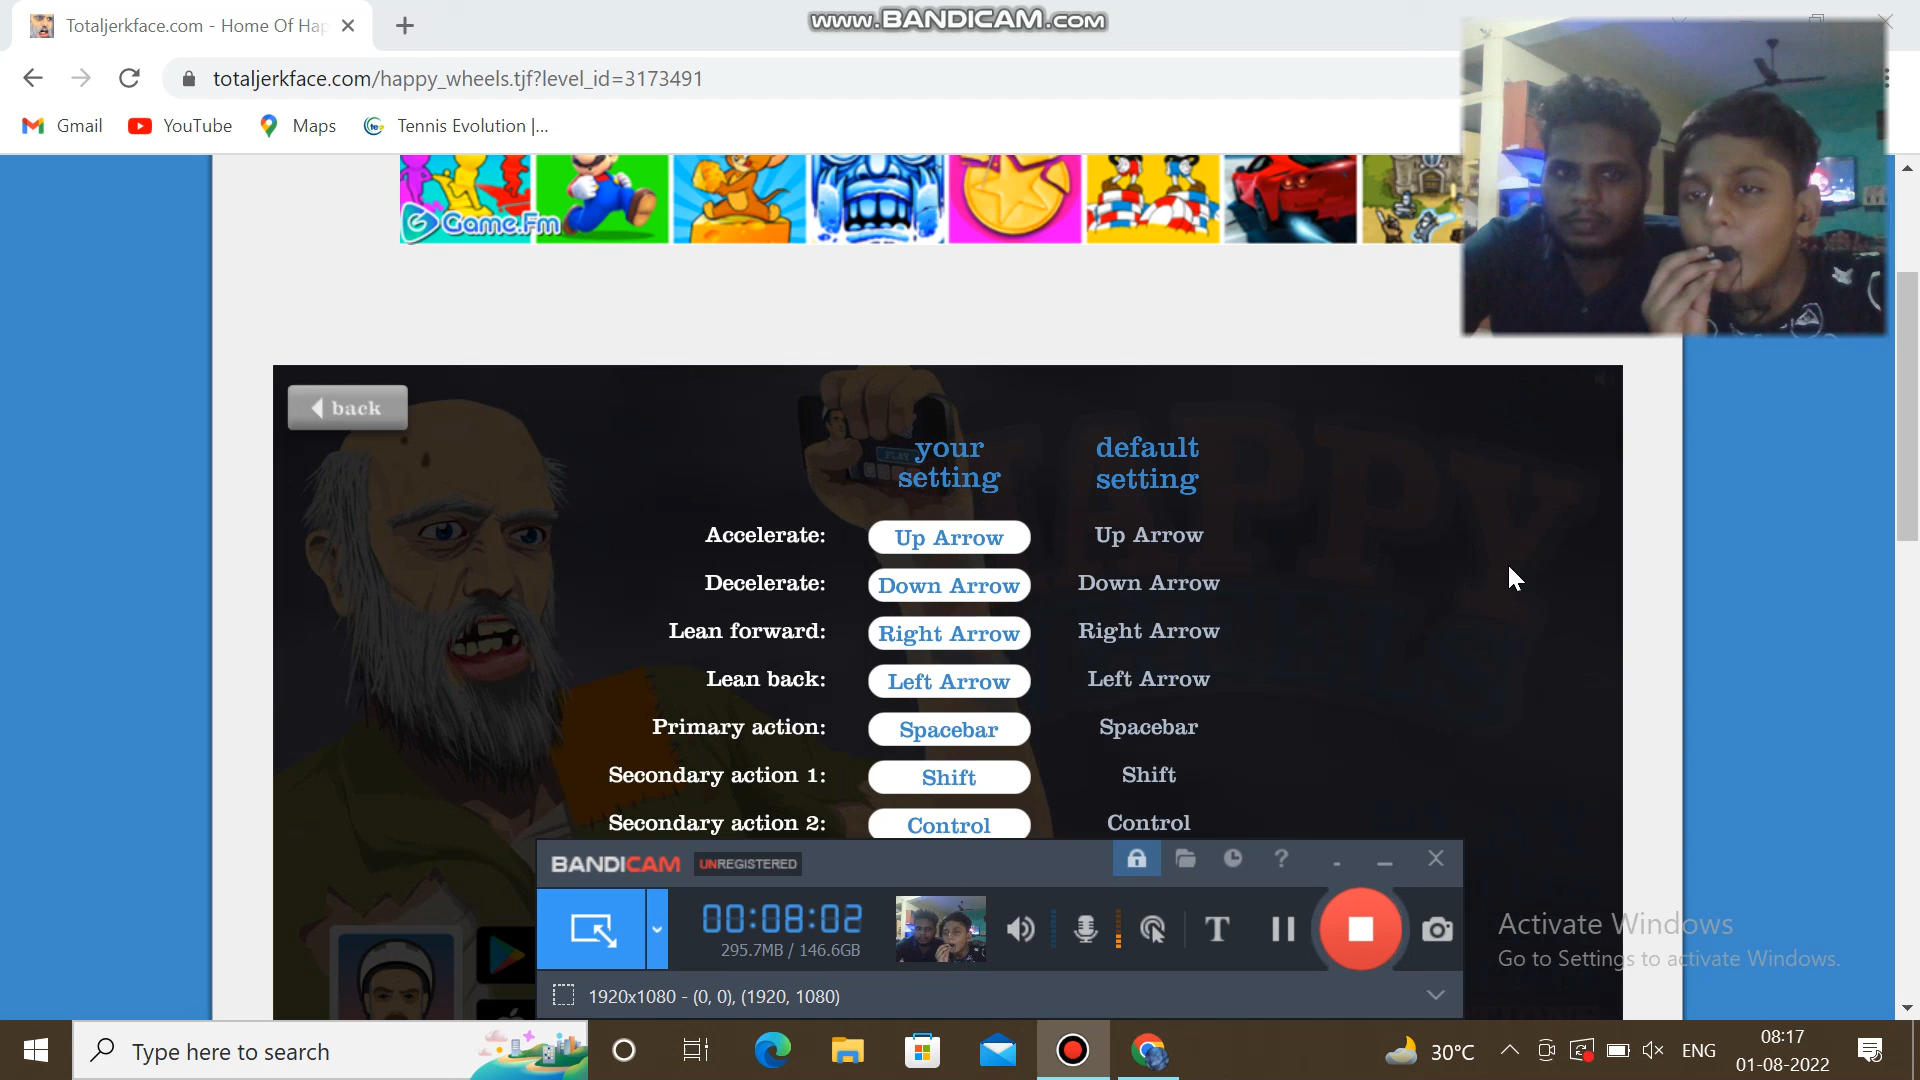 Totaljerkface.com - Home Of Hap
www.BANDICAM.com
totaljerkface.com/happy_wheels.tjf?level_id=3173491
Gmail
YouTube
Maps
Tennis Evolution |...
Game.Fm
back
HAPPY
PLAY
your setting
default setting
Accelerate: Up Arrow Up Arrow
Decelerate: Down Arrow Down Arrow
Lean forward: Right Arrow Right Arrow
Lean back: Left Arrow Left Arrow
Primary action: Spacebar Spacebar
Secondary action 1: Shift Shift
Secondary action 2: Control Control
BANDICAM UNREGISTERED
00:08:02
295.7MB / 146.6GB
T
1920x1080 - (0, 0), (1920, 1080)
Activate Windows
Go to Settings to activate Windows.
Type here to search
30°C
ENG
08:17
01-08-2022